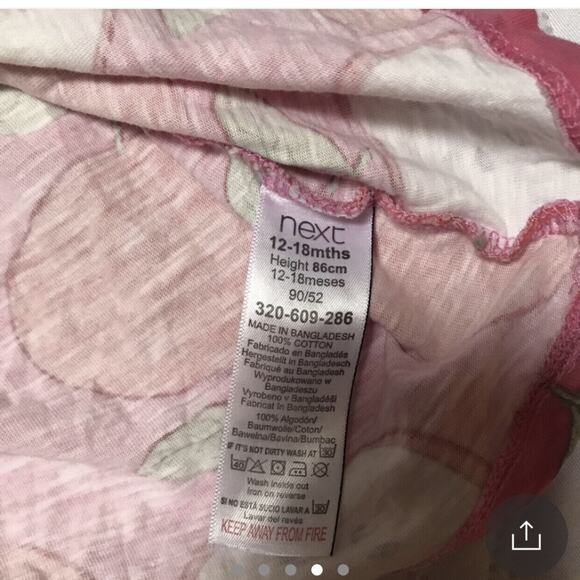 next
12-18mths
Height 86cm
12-18meses
90/52
320-609-286
MADE IN BANGLADESH
100% COTTON
Fabricado en Bangladés
Hergestellt in Bangladesch
Fabriqué au Bangladesh
Wyprodukowano w
Bangladeszu
Vyrobeno v Bangladéši
Fabricat în Bangladesh
100% Algodón/
Baumwolle/Coton/
Bawełna/Bavlna/Bumbac
IF IT'S NOT DIRTY WASH AT 30
40
Wash inside out
Iron on reverse
SI NO ESTÁ SUCIO LAVAR A 30
Lavar del revés
KEEP AWAY FROM FIRE